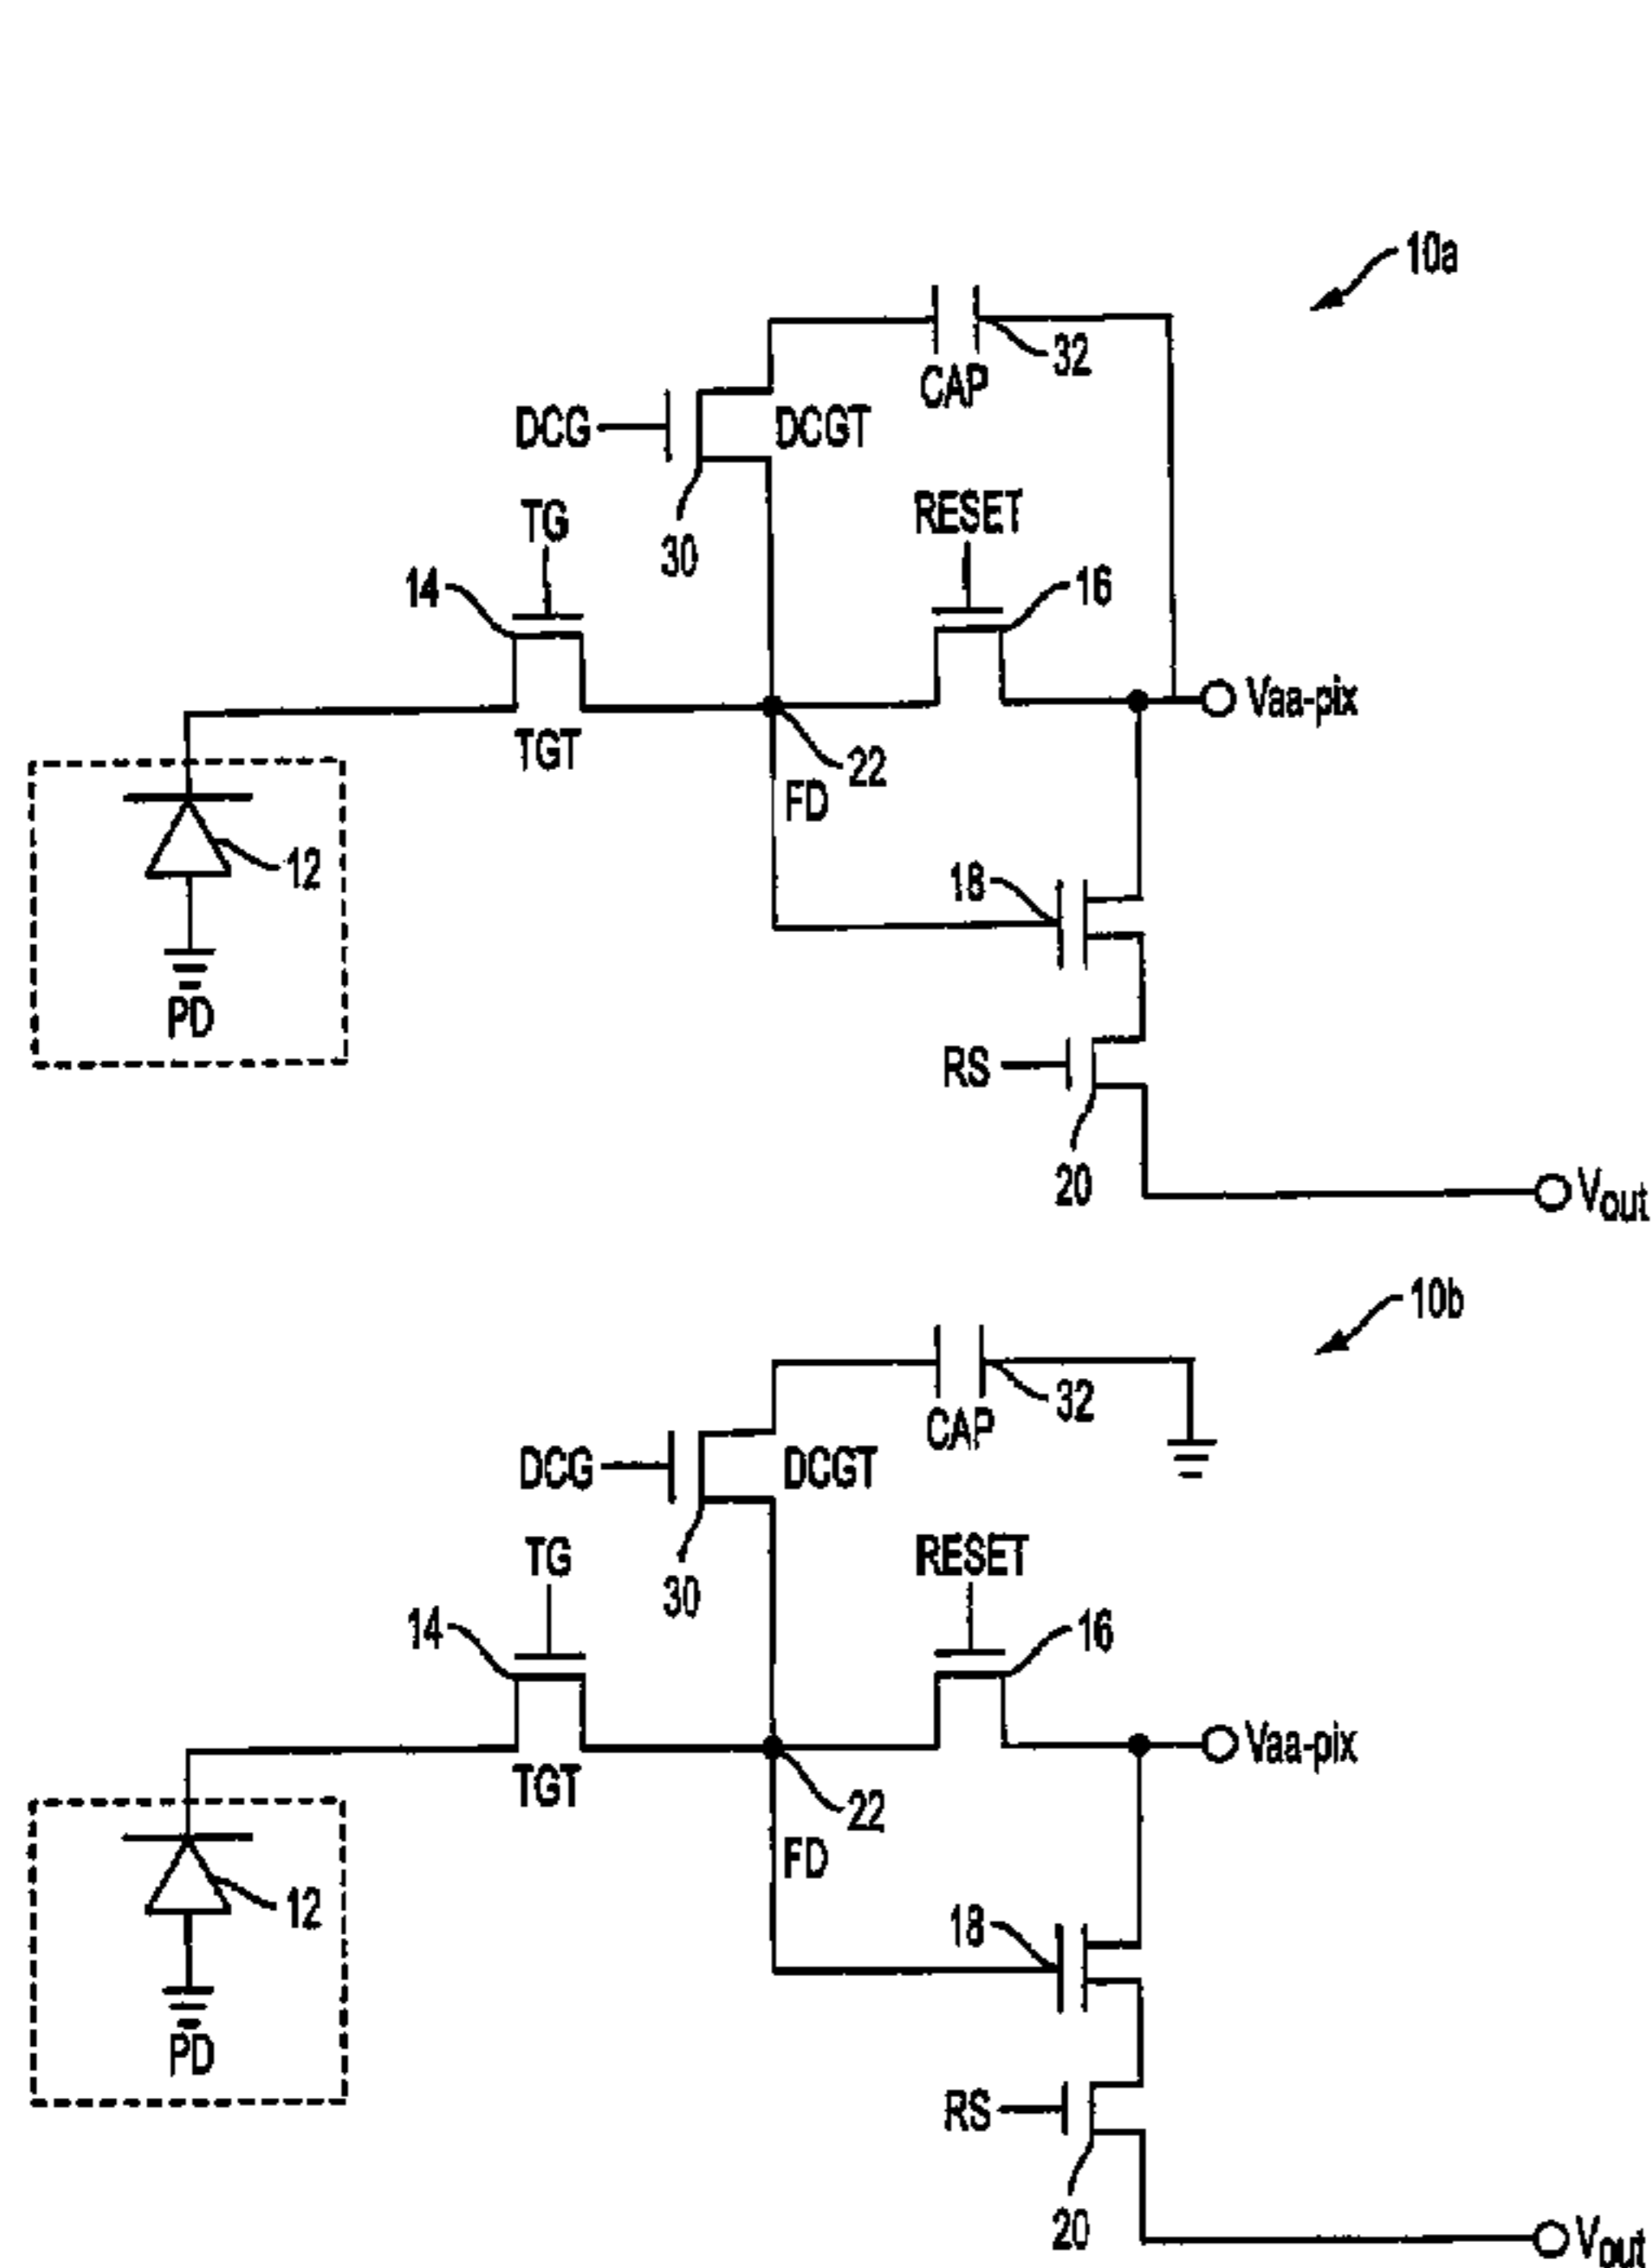 10a
32
CAP
DCG
DCGT
30
TG
14
TGT
RESET
16
Vaa-pix
22
FD
12
PD
18
RS
20
Vout
10b
32
CAP
DCG
DCGT
30
TG
14
TGT
RESET
16
Vaa-pix
22
FD
12
PD
18
RS
20
Vout